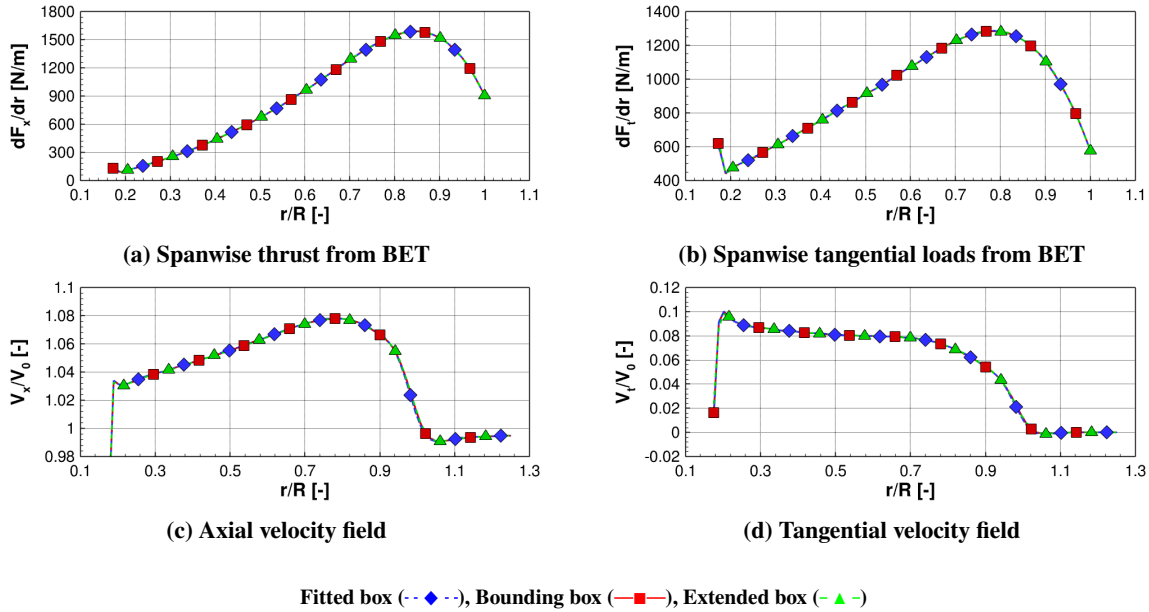 dFx/dr [N/m]
1800
1500
1200
900
600
300
0
0.1 0.2 0.3 0.4 0.5 0.6 0.7 0.8 0.9 1 1.1
r/R [-]
(a) Spanwise thrust from BET
dFt/dr [N/m]
1400
1200
1000
800
600
400
0.1 0.2 0.3 0.4 0.5 0.6 0.7 0.8 0.9 1 1.1
r/R [-]
(b) Spanwise tangential loads from BET
Vx/V0 [-]
1.1
1.08
1.06
1.04
1.02
1
0.98
0.1 0.3 0.5 0.7 0.9 1.1 1.3
r/R [-]
(c) Axial velocity field
Vt/V0 [-]
0.12
0.1
0.08
0.06
0.04
0.02
0
-0.02
0.1 0.3 0.5 0.7 0.9 1.1 1.3
r/R [-]
(d) Tangential velocity field
Fitted box (), Bounding box (), Extended box ()